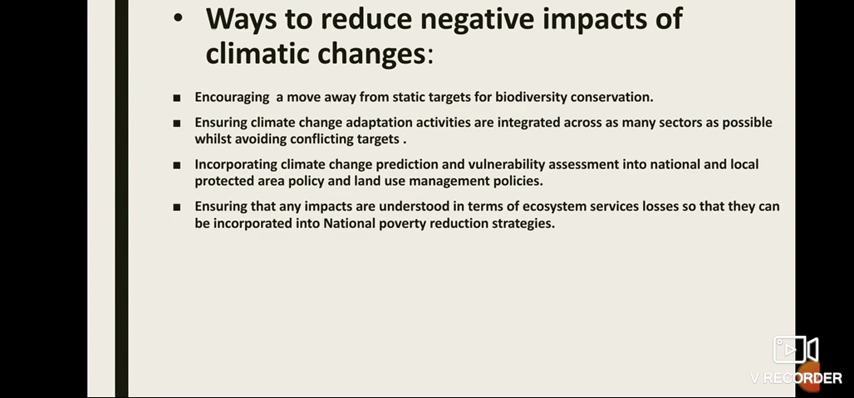 • Ways to reduce negative impacts of
climatic changes:
▪ Encouraging a move away from static targets for biodiversity conservation.
▪ Ensuring climate change adaptation activities are integrated across as many sectors as possible
whilst avoiding conflicting targets .
▪ Incorporating climate change prediction and vulnerability assessment into national and local
protected area policy and land use management policies.
▪ Ensuring that any impacts are understood in terms of ecosystem services losses so that they can
be incorporated into National poverty reduction strategies.
V RECORDER